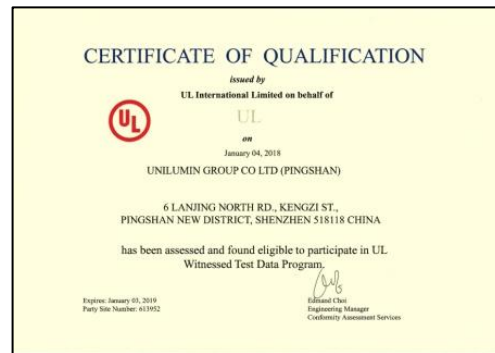 CERTIFICATE OF QUALIFICATION
issued by
UL International Limited on behalf of
UL
UL
on
January 04, 2018
UNILUMIN GROUP CO LTD (PINGSHAN)
6 LANJING NORTH RD., KENGZI ST.,
PINGSHAN NEW DISTRICT, SHENZHEN 518118 CHINA
has been assessed and found eligible to participate in UL
Witnessed Test Data Program.
Expires: January 03, 2019
Party Site Number: 613952
Edmund Choi
Engineering Manager
Conformity Assessment Services